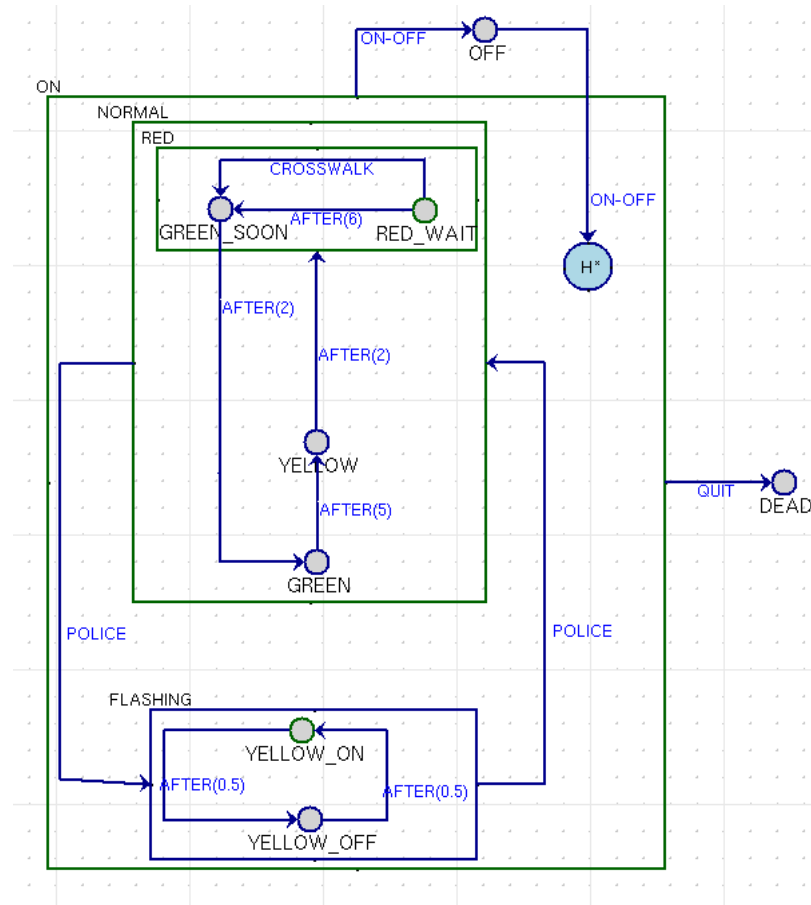 ON-OFF
OFF
ON
NORMAL
RED
CROSSWALK
ON-OFF
AFTER(6)
GREEN_SOON
RED_WAIT
H*
AFTER(2)
AFTER(2)
YELLOW
QUIT
DEAD
AFTER(5)
GREEN
POLICE
POLICE
FLASHING
YELLOW_ON
AFTER(0.5)
AFTER(0.5)
YELLOW_OFF